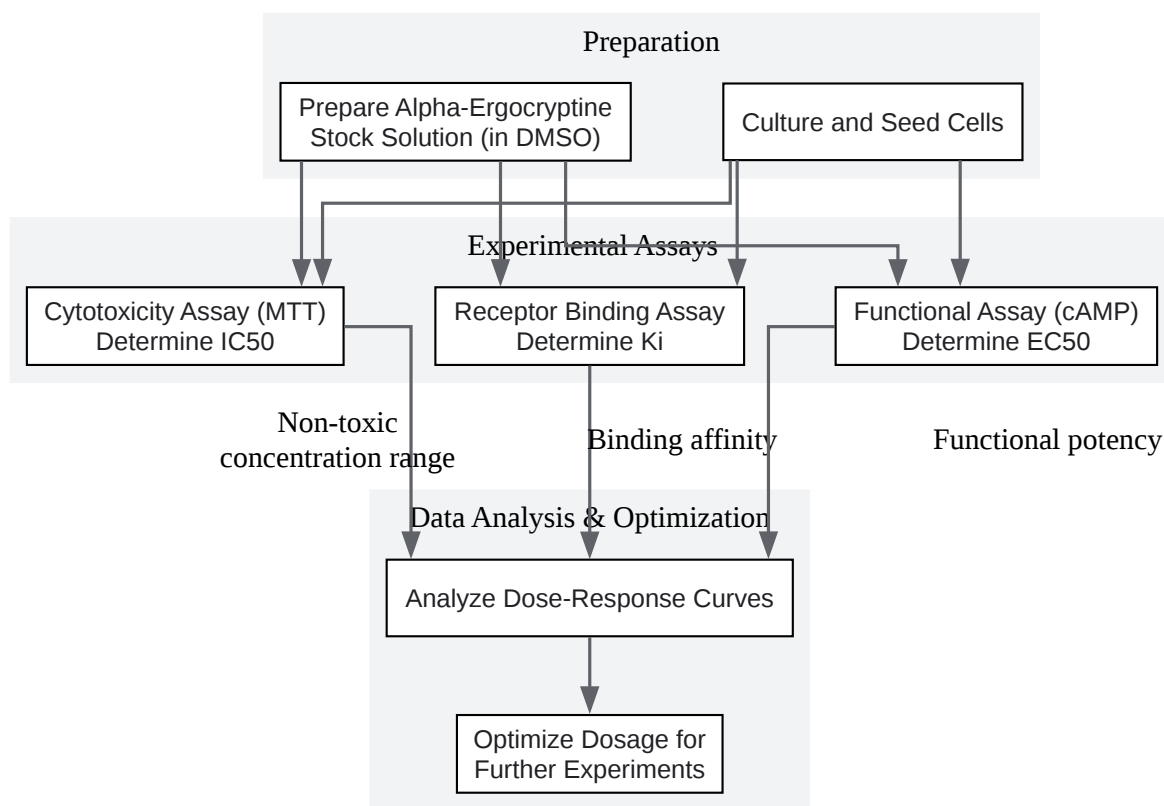 Preparation
Prepare Alpha-Ergocryptine
Stock Solution (in DMSO)
Culture and Seed Cells
Experimental Assays
Cytotoxicity Assay (MTT)
Determine IC50
Receptor Binding Assay
Determine Ki
Functional Assay (cAMP)
Determine EC50
Non-toxic
concentration range
Binding affinity
Functional potency
Data Analysis & Optimization
Analyze Dose-Response Curves
Optimize Dosage for
Further Experiments